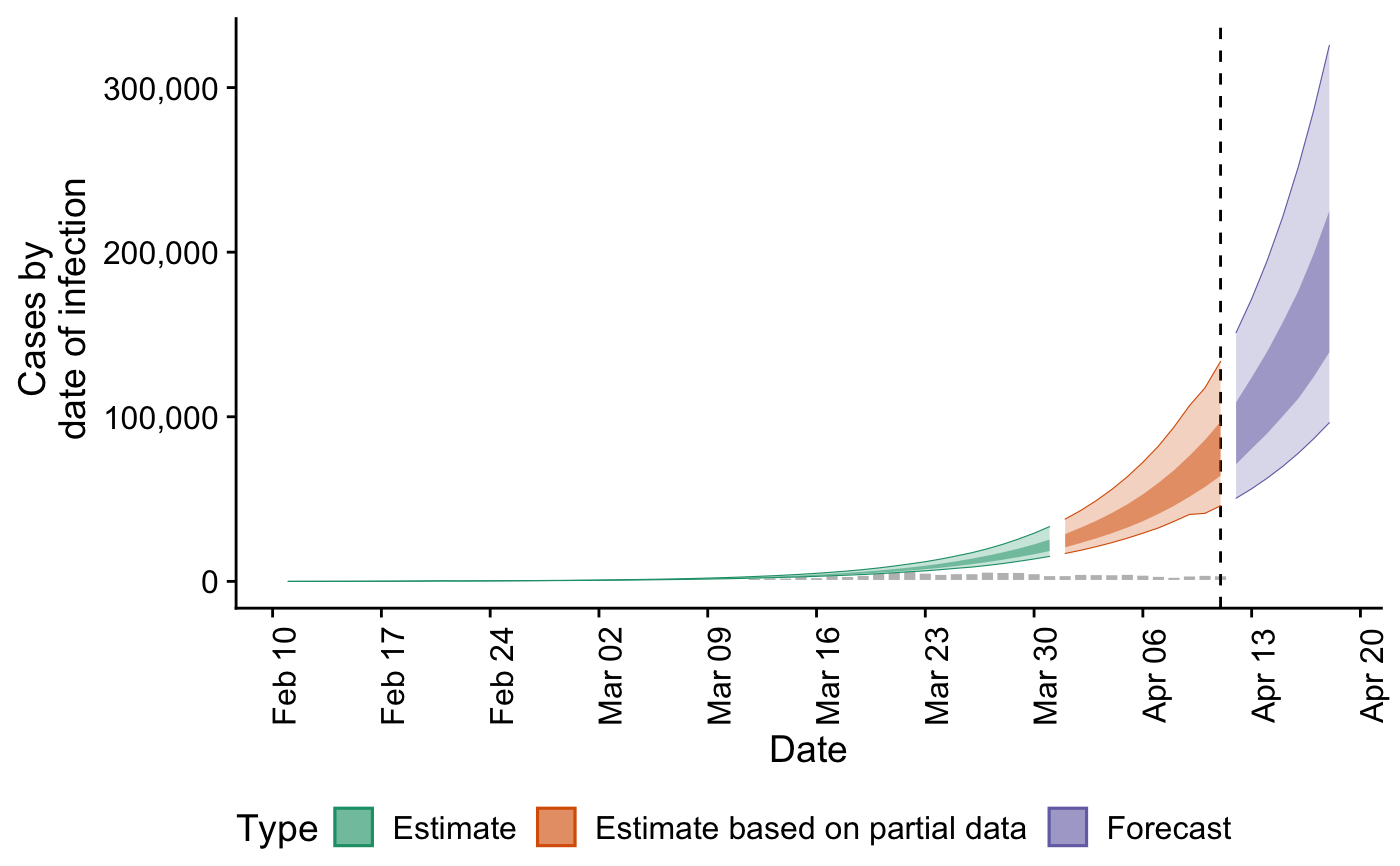 300,000
200,000
100,000
0
Cases by
date of infection
Feb 10
Feb 17
Feb 24
Mar 02
Mar 09
Mar 16
Mar 23
Mar 30
Apr 06
Apr 13
Apr 20
Date
Type Estimate Estimate based on partial data Forecast